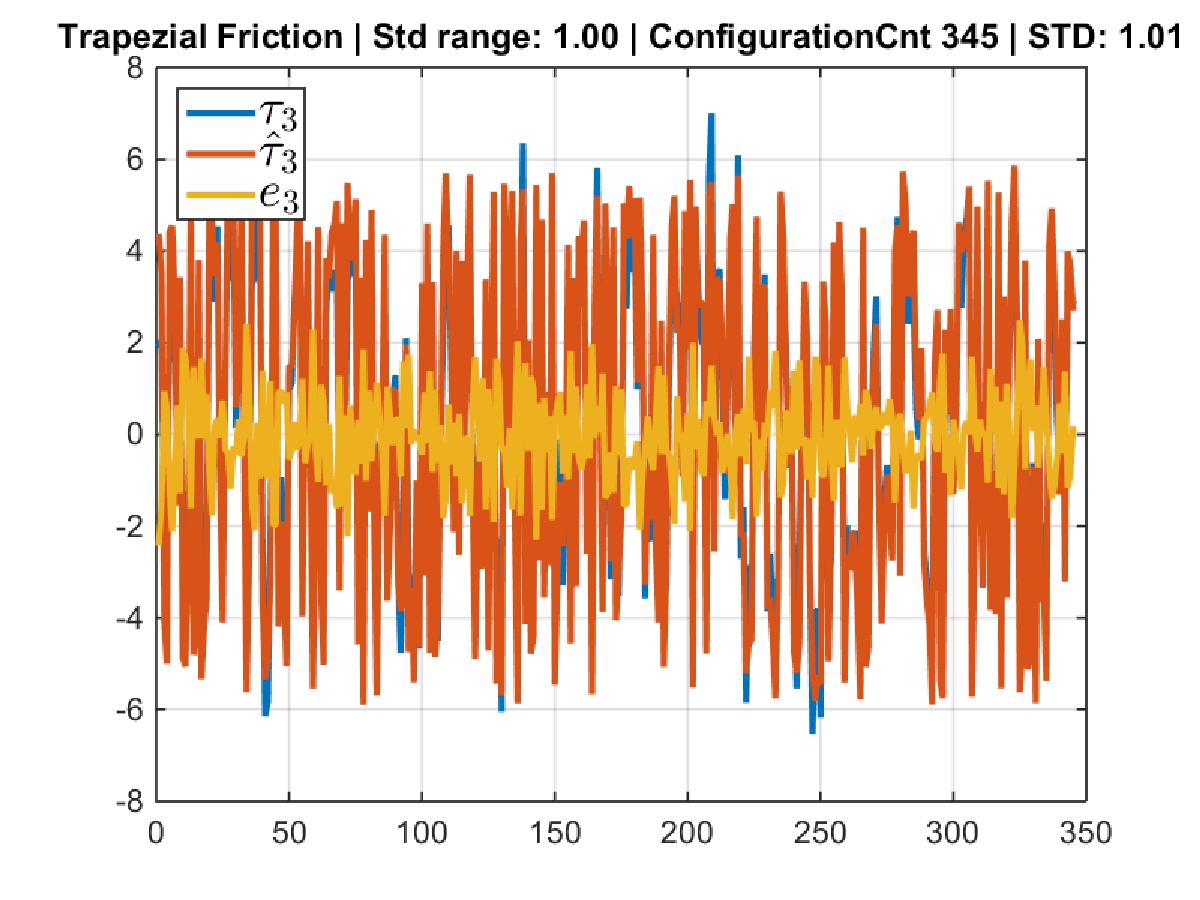 Trapezial Friction | Std range: 1.00 | ConfigurationCnt 345 | STD: 1.01
8
6
4
2
0
-2
-4
-6
-8
τ₃
τ̂₃
e₃
0 50 100 150 200 250 300 350